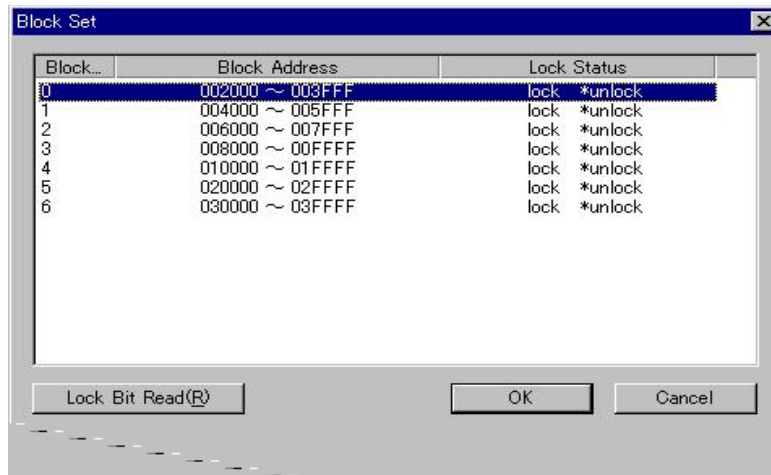 Block Set
Block... Block Address Lock Status
0 002000 ～ 003FFF lock *unlock
1 004000 ～ 005FFF lock *unlock
2 006000 ～ 007FFF lock *unlock
3 008000 ～ 00FFFF lock *unlock
4 010000 ～ 01FFFF lock *unlock
5 020000 ～ 02FFFF lock *unlock
6 030000 ～ 03FFFF lock *unlock
Lock Bit Read(R) OK Cancel